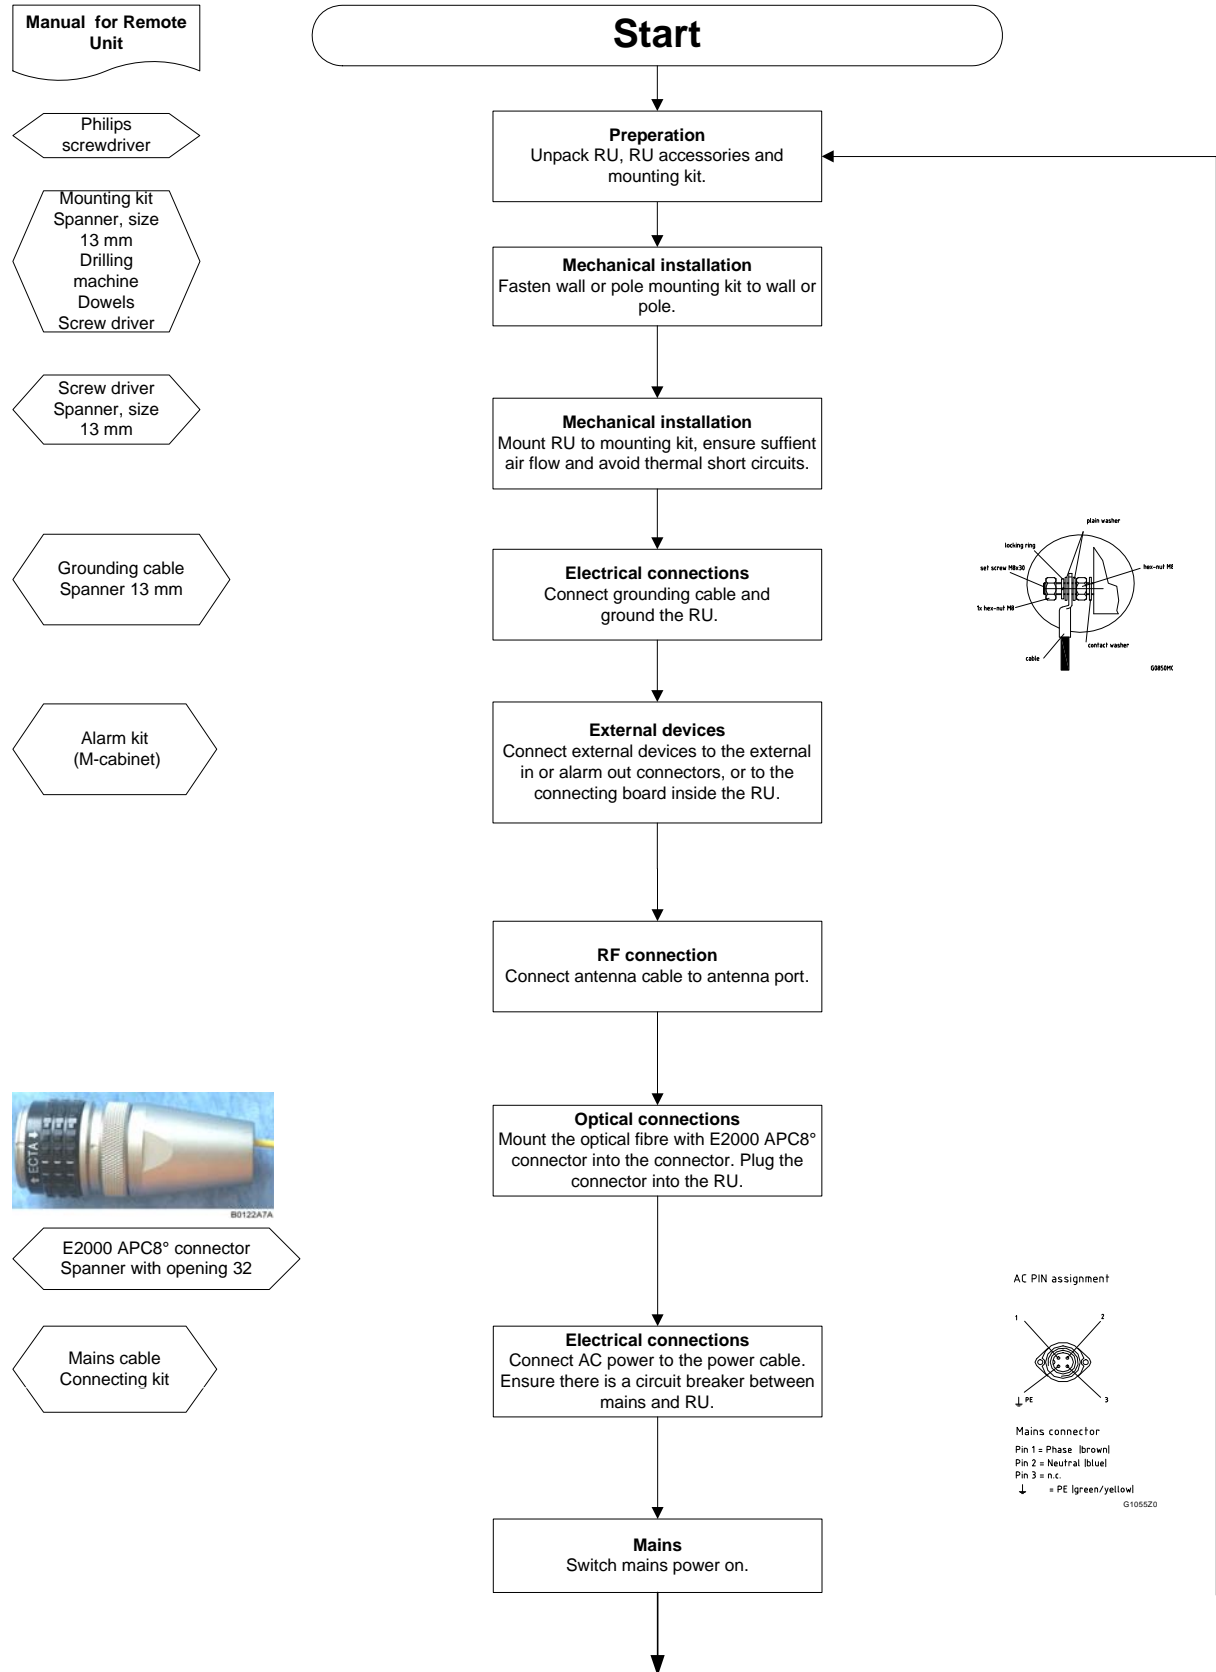 Manual for Remote
Unit
Start
Philips
screwdriver
Preperation
Unpack RU, RU accessories and
mounting kit.
Mounting kit
Spanner, size
13 mm
Drilling
machine
Dowels
Screw driver
Mechanical installation
Fasten wall or pole mounting kit to wall or
pole.
Screw driver
Spanner, size
13 mm
Mechanical installation
Mount RU to mounting kit, ensure suffient
air flow and avoid thermal short circuits.
Grounding cable
Spanner 13 mm
Electrical connections
Connect grounding cable and
ground the RU.
plain washer
locking ring
set screw M8x30
hex-nut M8
1x hex-nut M8
contact washer
cable
G0850MC
Alarm kit
(M-cabinet)
External devices
Connect external devices to the external
in or alarm out connectors, or to the
connecting board inside the RU.
RF connection
Connect antenna cable to antenna port.
ECTA
B0122A7A
Optical connections
Mount the optical fibre with E2000 APC8°
connector into the connector. Plug the
connector into the RU.
E2000 APC8° connector
Spanner with opening 32
Mains cable
Connecting kit
Electrical connections
Connect AC power to the power cable.
Ensure there is a circuit breaker between
mains and RU.
AC PIN assignment
1
2
PE
3
Mains connector
Pin 1 = Phase (brown)
Pin 2 = Neutral (blue)
Pin 3 = n.c.
= PE (green/yellow)
G1055Z0
Mains
Switch mains power on.